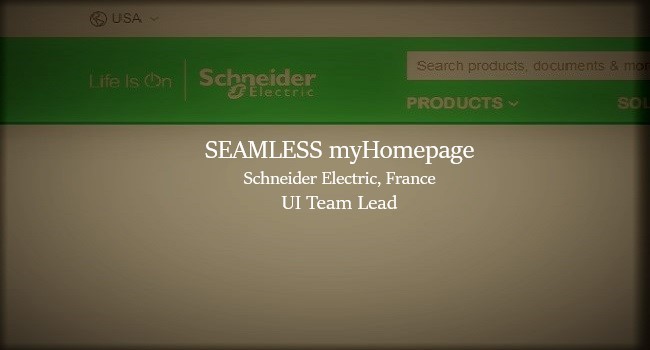 USA
Life Is On
Schneider
Electric
Search products, documents & mo
PRODUCTS
SOU
SEAMLESS myHomepage
Schneider Electric, France
UI Team Lead